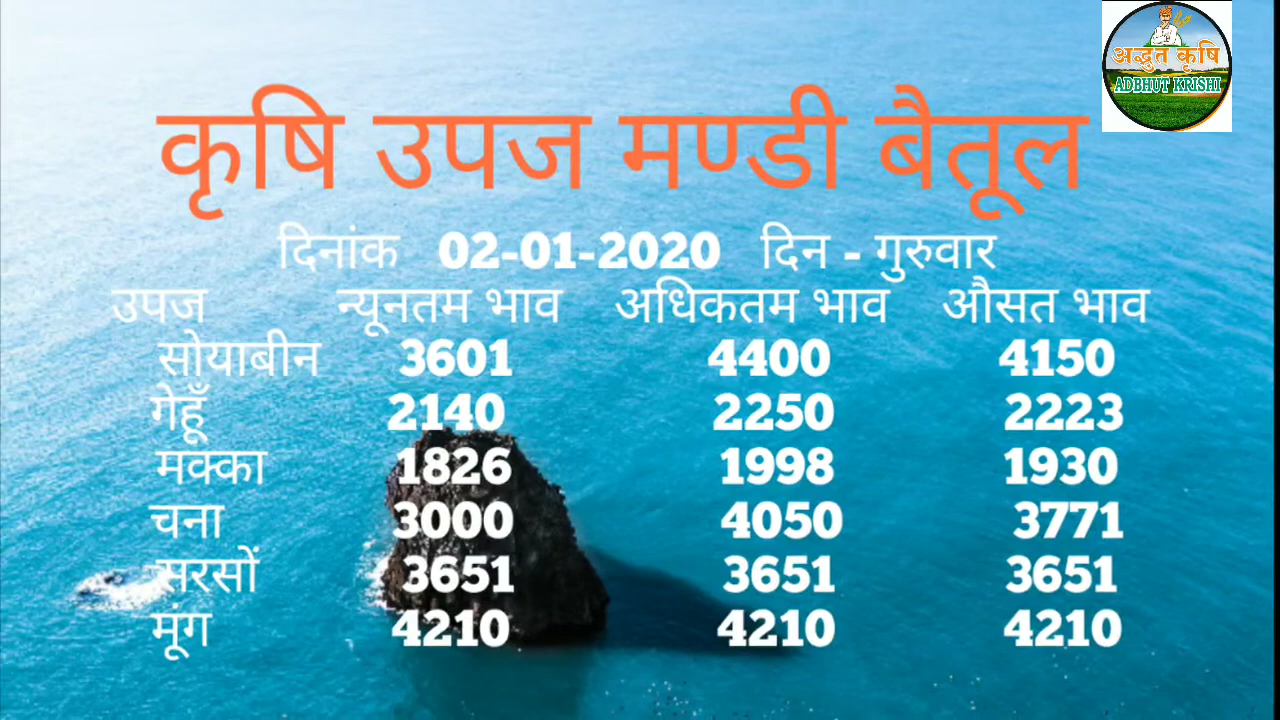 अद्भुत कृषि
ADBHUT KRISHI
कृषि उपज मण्डी बैतूल
दिनांक 02-01-2020 दिन - गुरुवार
उपज न्यूनतम भाव अधिकतम भाव औसत भाव
सोयाबीन 3601 4400 4150
गेहूँ 2140 2250 2223
मक्का 1826 1998 1930
चना 3000 4050 3771
सरसों 3651 3651 3651
मूंग 4210 4210 4210